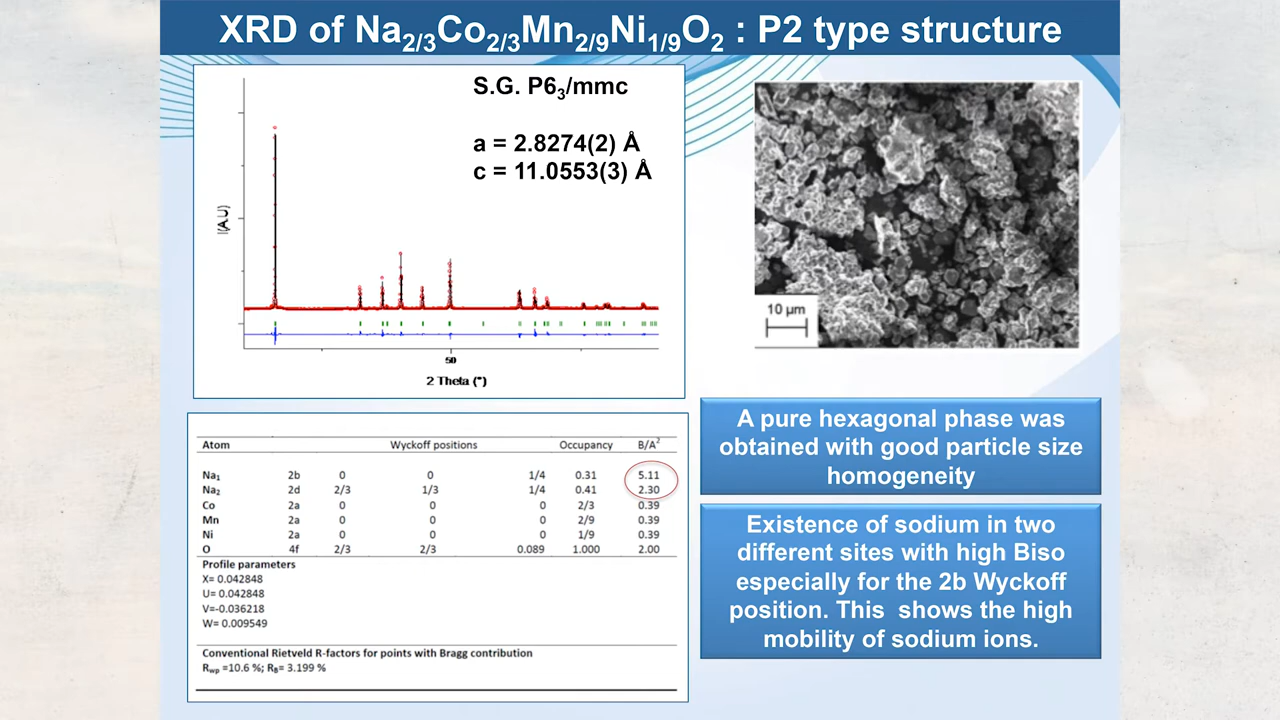 XRD of Na2/3Co2/3Mn2/9Ni1/9O2 : P2 type structure
S.G. P63/mmc
a = 2.8274(2) Å
c = 11.0553(3) Å
I(A.U)
50
2 Theta (°)
10 µm
Atom Wyckoff positions Occupancy B/A²
Na1 2b 0 0 1/4 0.31 5.11
Na2 2d 2/3 1/3 1/4 0.41 2.30
Co 2a 0 0 0 2/3 0.39
Mn 2a 0 0 0 2/9 0.39
Ni 2a 0 0 0 1/9 0.39
O 4f 2/3 2/3 0.089 1.000 2.00
Profile parameters
X= 0.042848
U= 0.042848
V=-0.036218
W= 0.009549
Conventional Rietveld R-factors for points with Bragg contribution
Rwp =10.6 %; RB= 3.199 %
A pure hexagonal phase was
obtained with good particle size
homogeneity
Existence of sodium in two
different sites with high Biso
especially for the 2b Wyckoff
position. This shows the high
mobility of sodium ions.